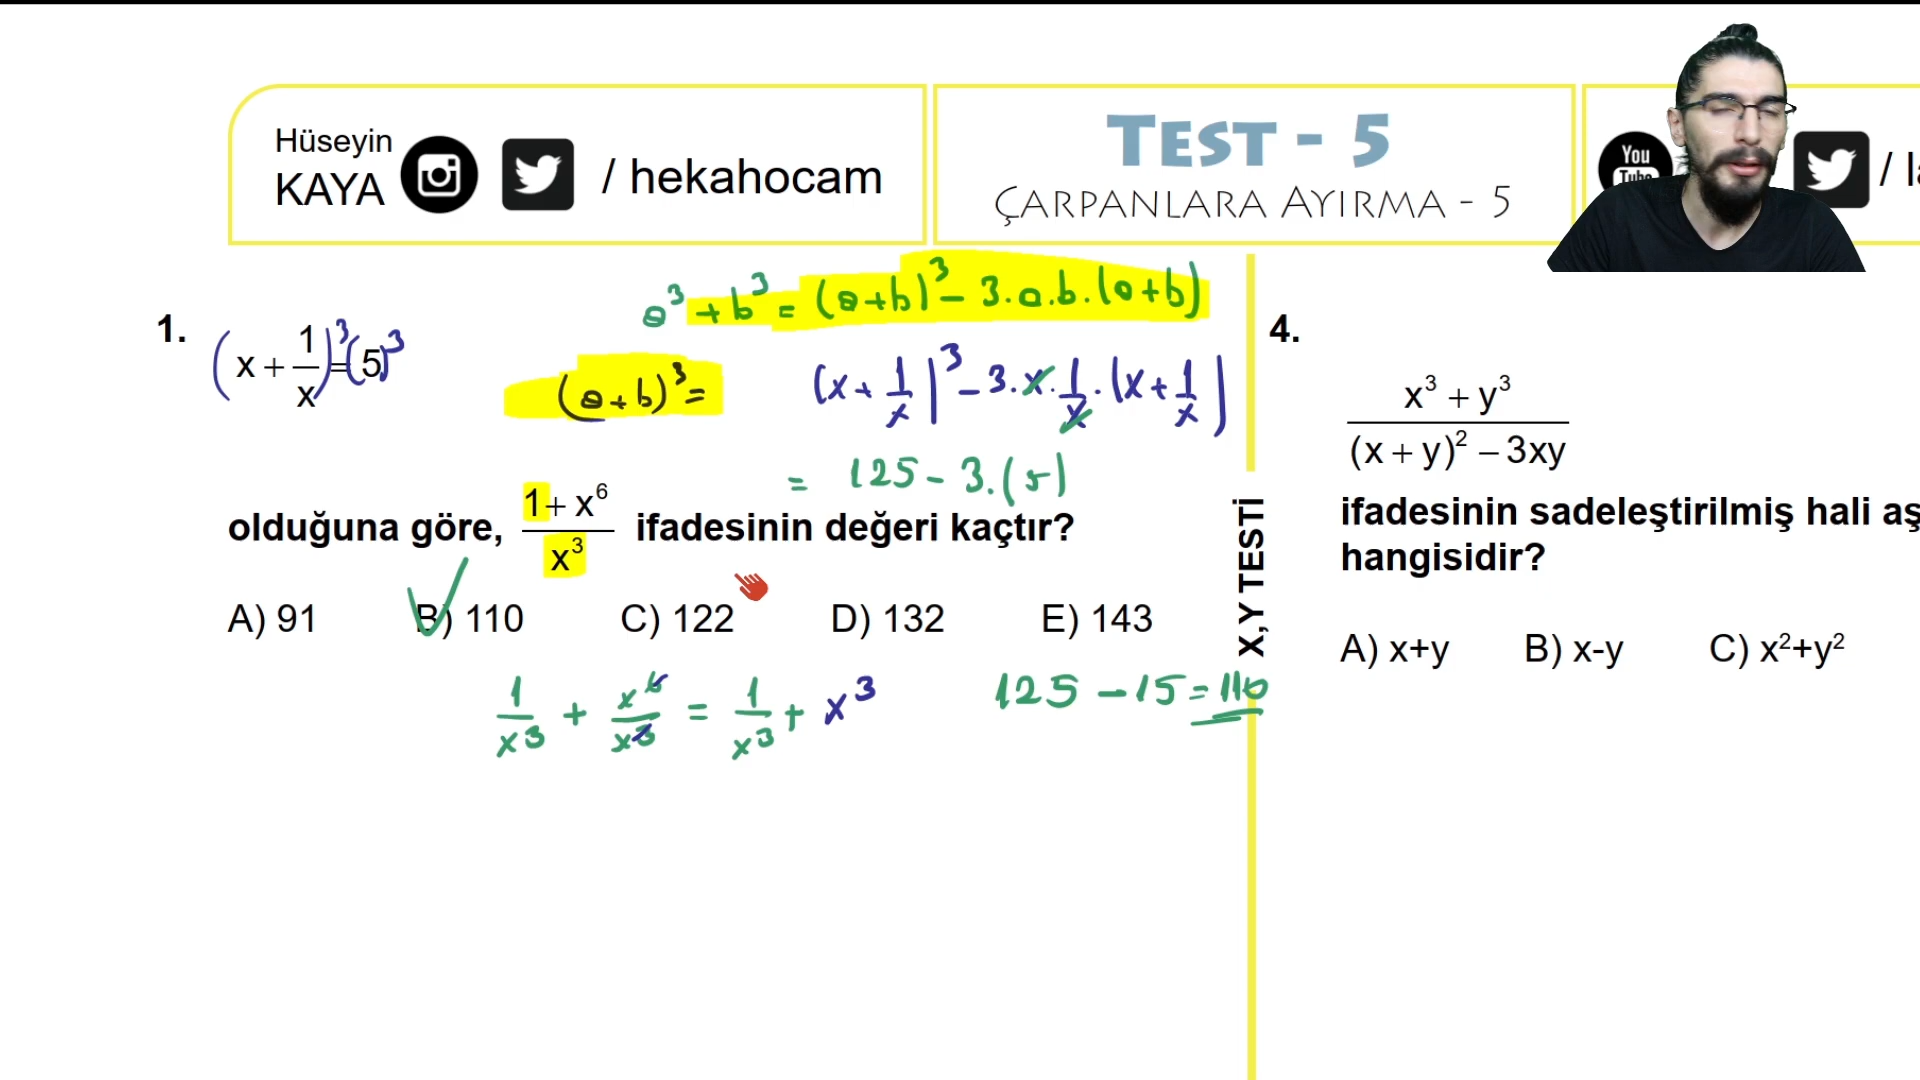 Hüseyin
KAYA
/ hekahocam
TEST - 5
ÇARPANLARA AYIRMA - 5
You
Tube
/ la
a³ + b³ = (a+b)³ - 3.a.b.(a+b)
1.
(x + 1/x)³ = (5)³
(a+b)³ =
(x + 1/x)³ - 3.x.1/x.(x + 1/x)
= 125 - 3.(5)
olduğuna göre, (1 + x⁶)/x³ ifadesinin değeri kaçtır?
A) 91 B) 110 C) 122 D) 132 E) 143
1/x³ + x⁶/x³ = 1/x³ + x³
125 - 15 = 110
X,Y TESTİ
4.
(x³ + y³)/((x + y)² - 3xy)
ifadesinin sadeleştirilmiş hali aş
hangisidir?
A) x+y B) x-y C) x²+y²